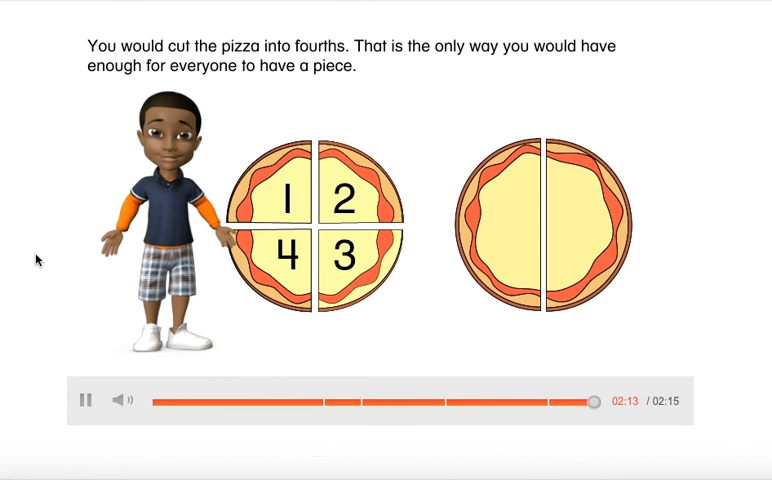 You would cut the pizza into fourths. That is the only way you would have
enough for everyone to have a piece.
1 2
4 3
02:13 / 02:15